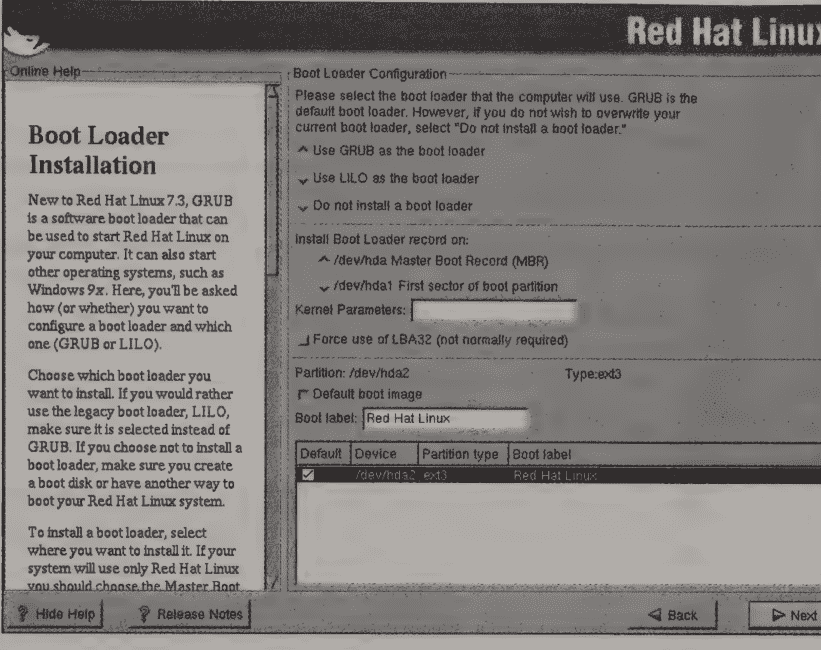 Red Hat Linux
Online Help
Boot Loader
Installation
New to Red Hat Linux 7.3, GRUB
is a software boot loader that can
be used to start Red Hat Linux on
your computer. It can also start
other operating systems, such as
Windows 9x. Here, you'll be asked
how (or whether) you want to
configure a boot loader and which
one (GRUB or LILO).
Choose which boot loader you
want to install. If you would rather
use the legacy boot loader, LILO,
make sure it is selected instead of
GRUB. If you choose not to install a
boot loader, make sure you create
a boot disk or have another way to
boot your Red Hat Linux system.
To install a boot loader, select
where you want to install it. If your
system will use only Red Hat Linux
you should choose the Master Boot
Boot Loader Configuration
Please select the boot loader that the computer will use. GRUB is the
default boot loader. However, if you do not wish to overwrite your
current boot loader, select "Do not install a boot loader."
Use GRUB as the boot loader
Use LILO as the boot loader
Do not install a boot loader
Install Boot Loader record on:
/dev/hda Master Boot Record (MBR)
/dev/hda1 First sector of boot partition
Kernel Parameters:
Force use of LBA32 (not normally required)
Partition: /dev/hda2 Type:ext3
Default boot image
Boot label: Red Hat Linux
Default Device Partition type Boot label
/dev/hda2 ext3 Red Hat Linux
Hide Help Release Notes Back Next